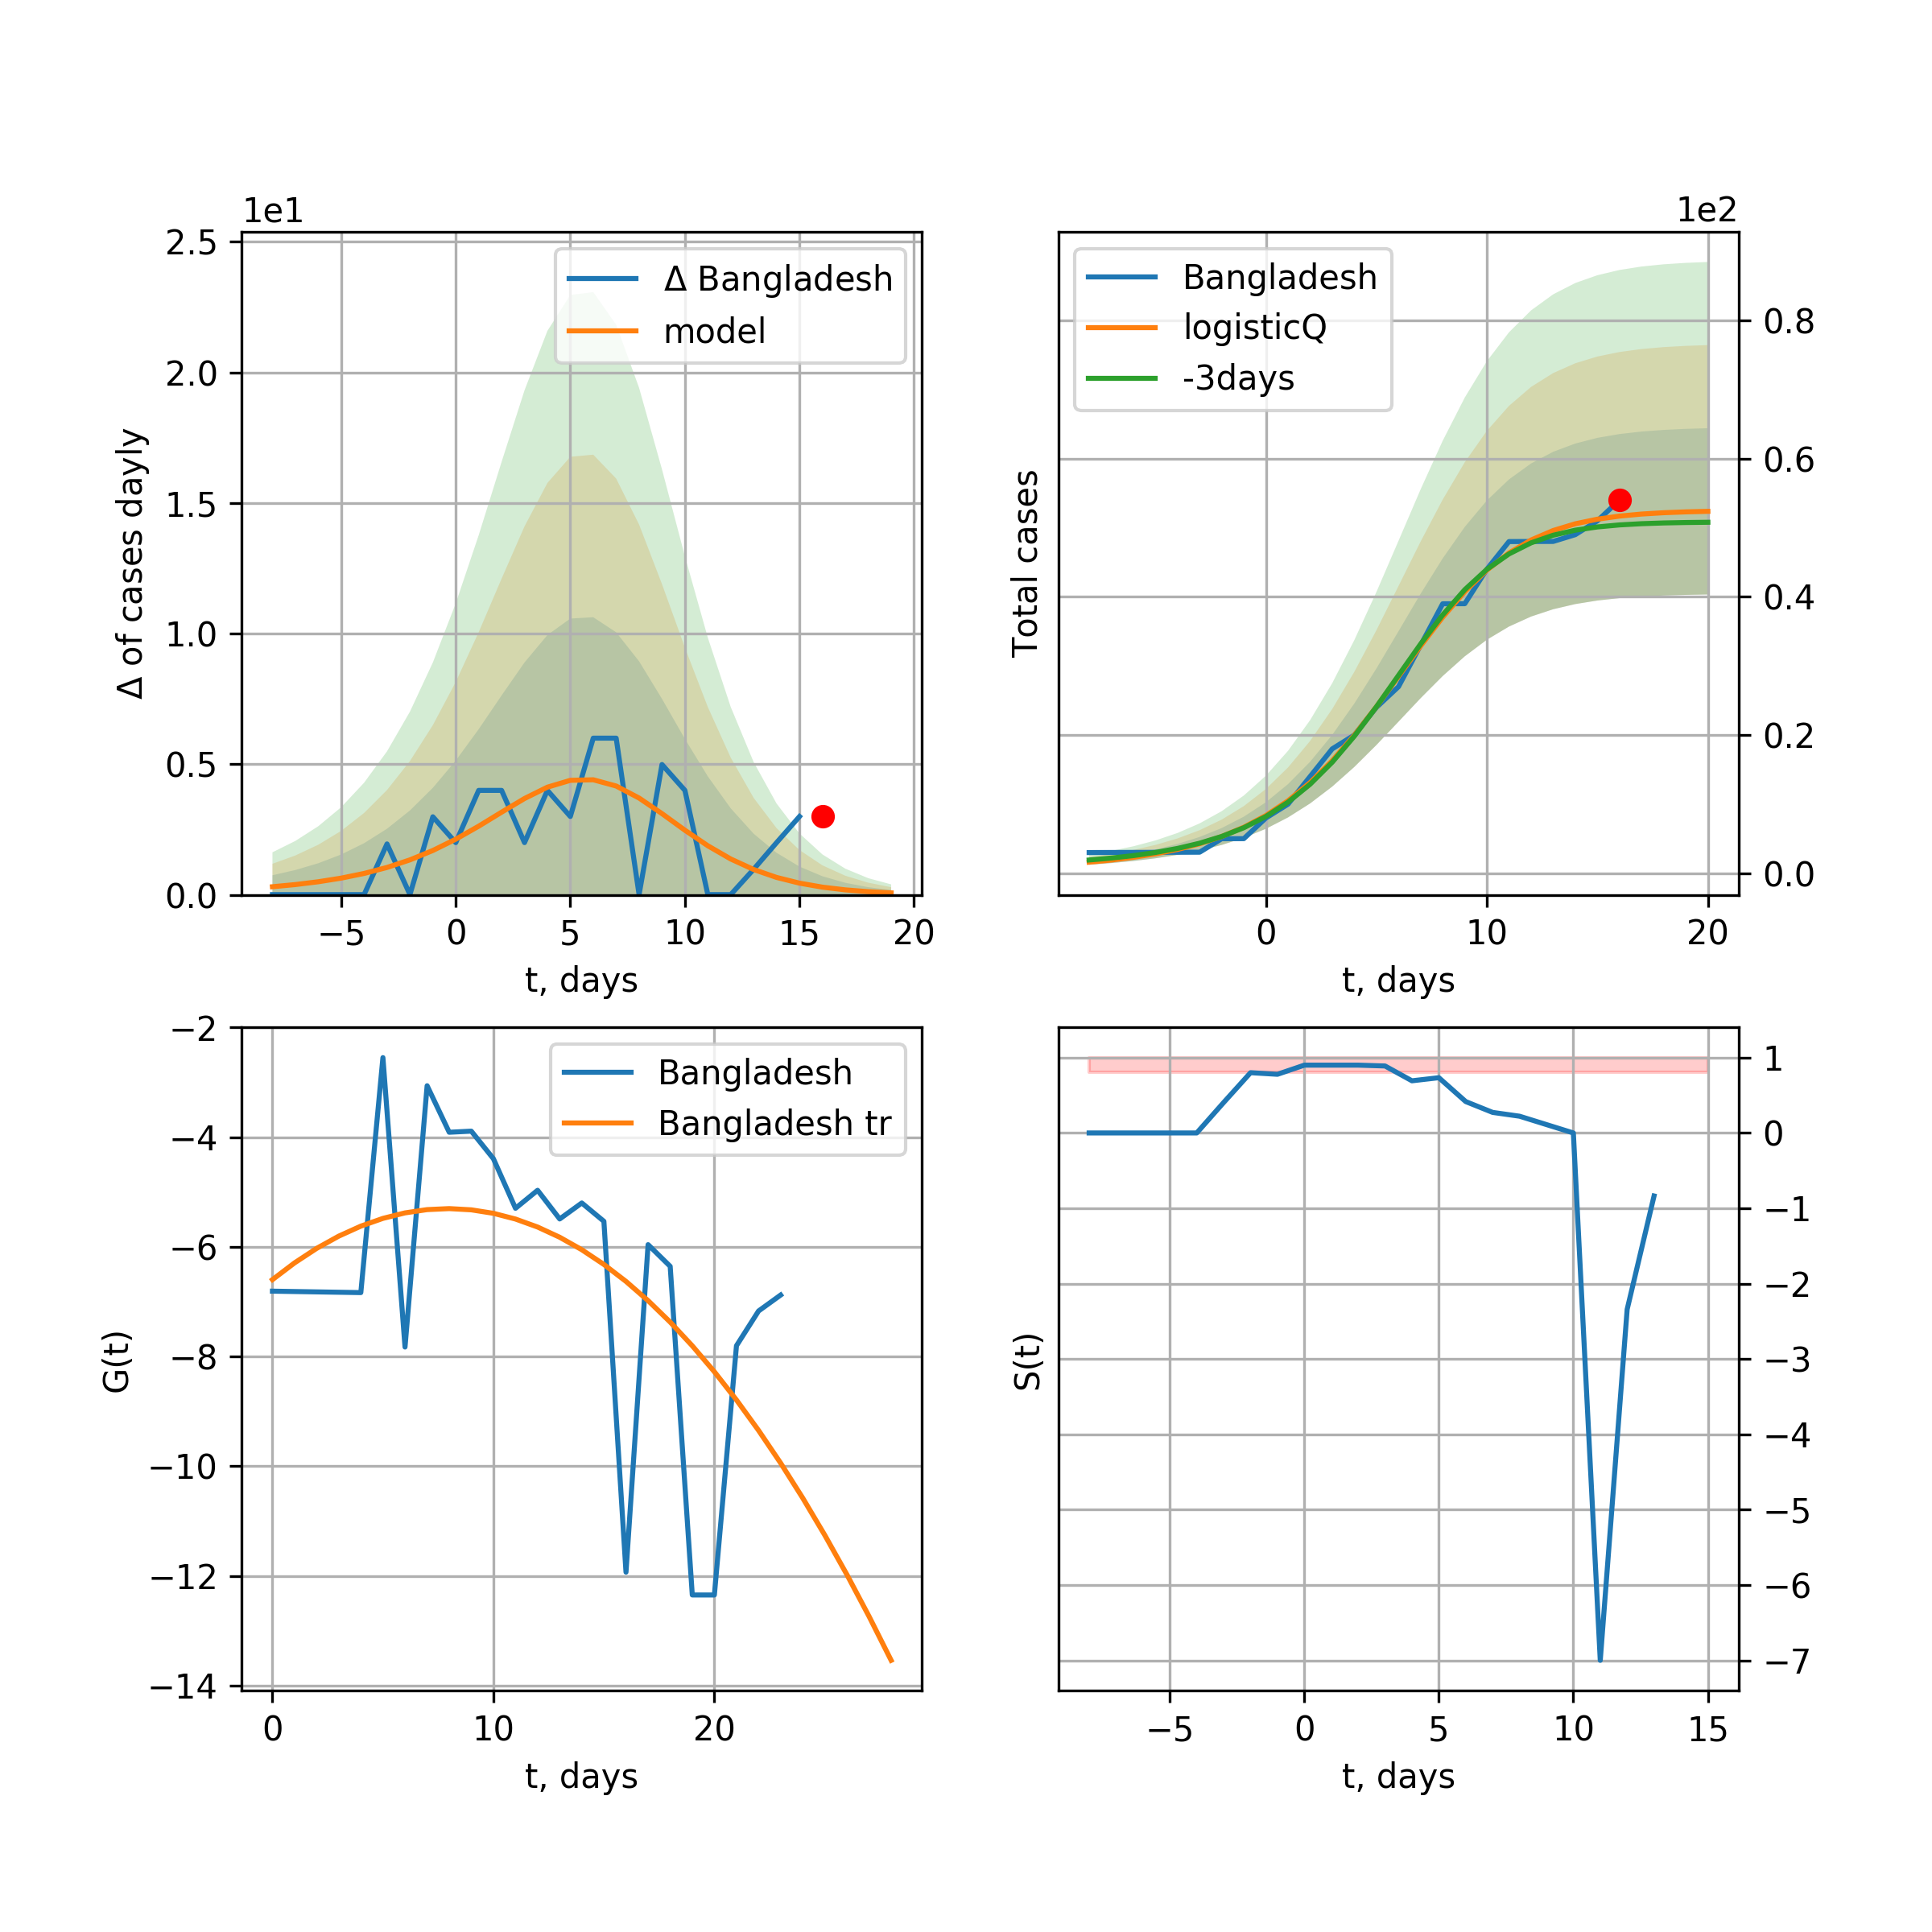 1e1
2.5
2.0
1.5
1.0
0.5
0.0
Δ of cases dayly
Δ Bangladesh
model
−5
0
5
10
15
20
t, days
1e2
Bangladesh
logisticQ
-3days
Total cases
0.8
0.6
0.4
0.2
0.0
0
10
20
t, days
−2
−4
−6
−8
−10
−12
−14
G(t)
Bangladesh
Bangladesh tr
0
10
20
t, days
S(t)
1
0
−1
−2
−3
−4
−5
−6
−7
−5
0
5
10
15
t, days